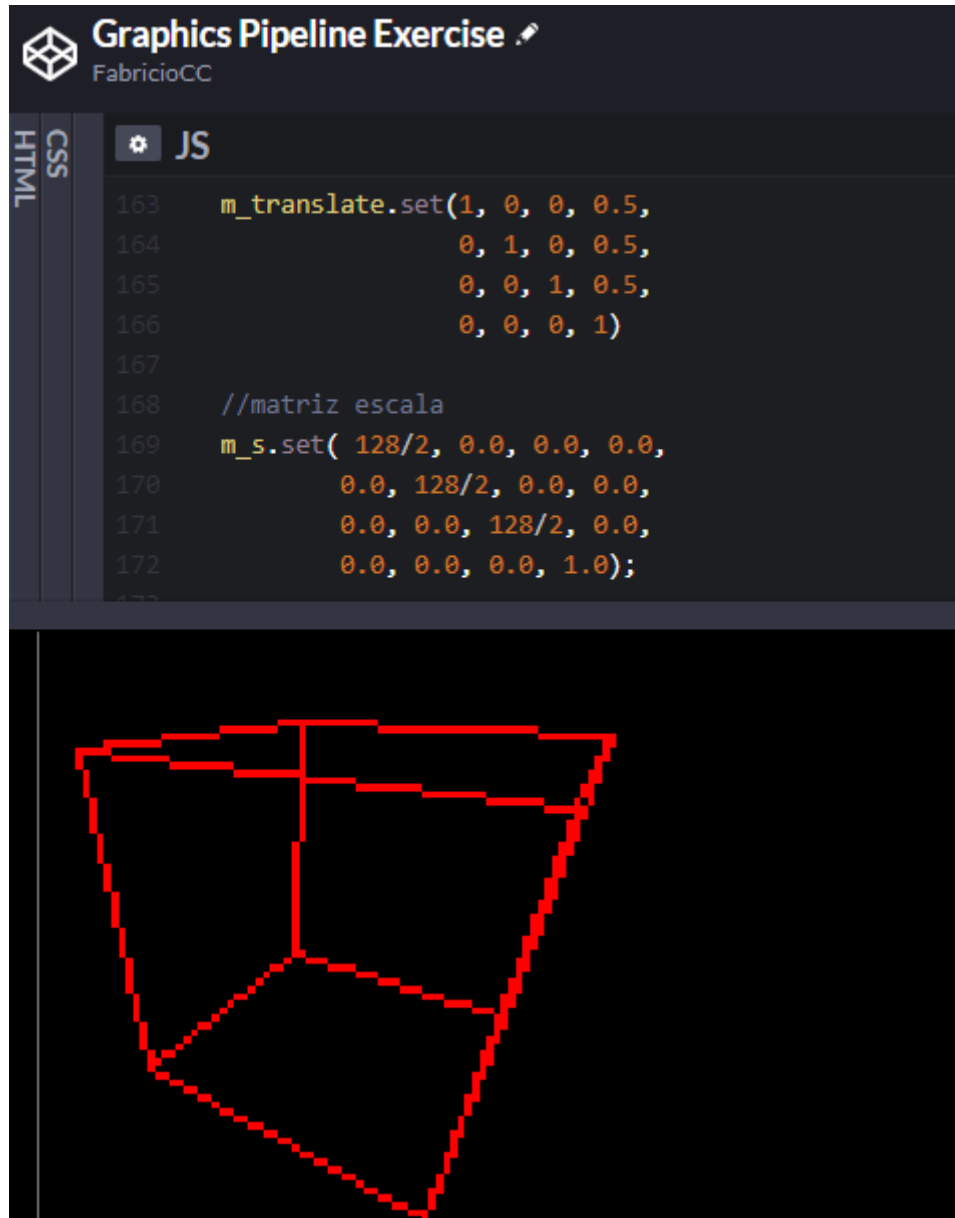 Graphics Pipeline Exercise
FabricioCC
HTML
CSS
JS
163 m_translate.set(1, 0, 0, 0.5,
164 0, 1, 0, 0.5,
165 0, 0, 1, 0.5,
166 0, 0, 0, 1)
167
168 //matriz escala
169 m_s.set( 128/2, 0.0, 0.0, 0.0,
170 0.0, 128/2, 0.0, 0.0,
171 0.0, 0.0, 128/2, 0.0,
172 0.0, 0.0, 0.0, 1.0);